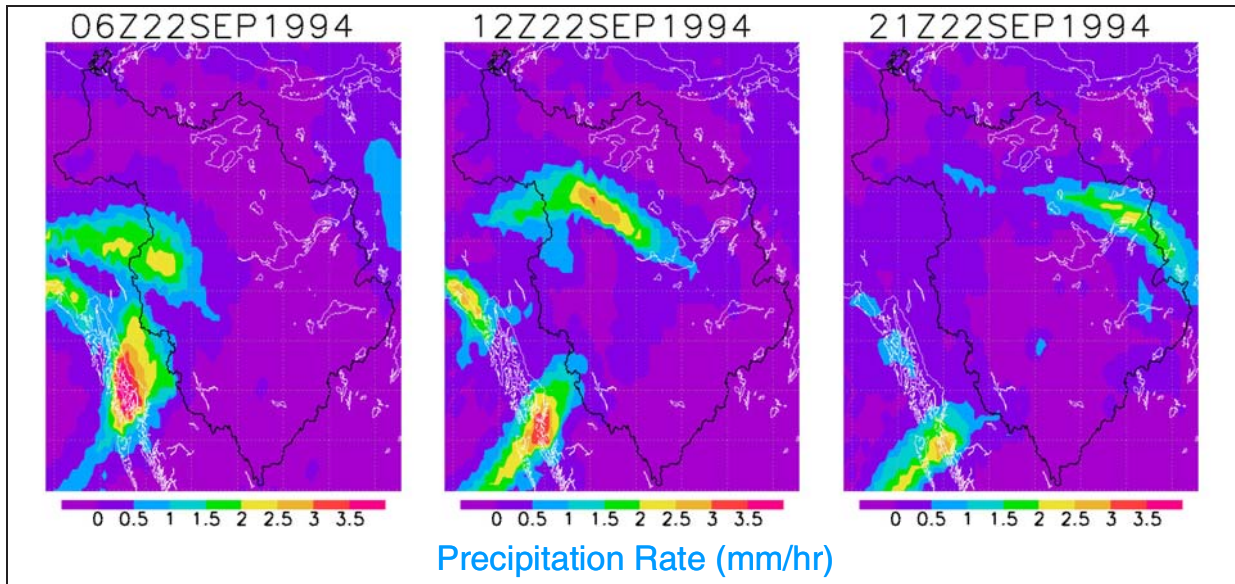 06Z22SEP1994 12Z22SEP1994 21Z22SEP1994
0 0.5 1 1.5 2 2.5 3 3.5 0 0.5 1 1.5 2 2.5 3 3.5 0 0.5 1 1.5 2 2.5 3 3.5
Precipitation Rate (mm/hr)